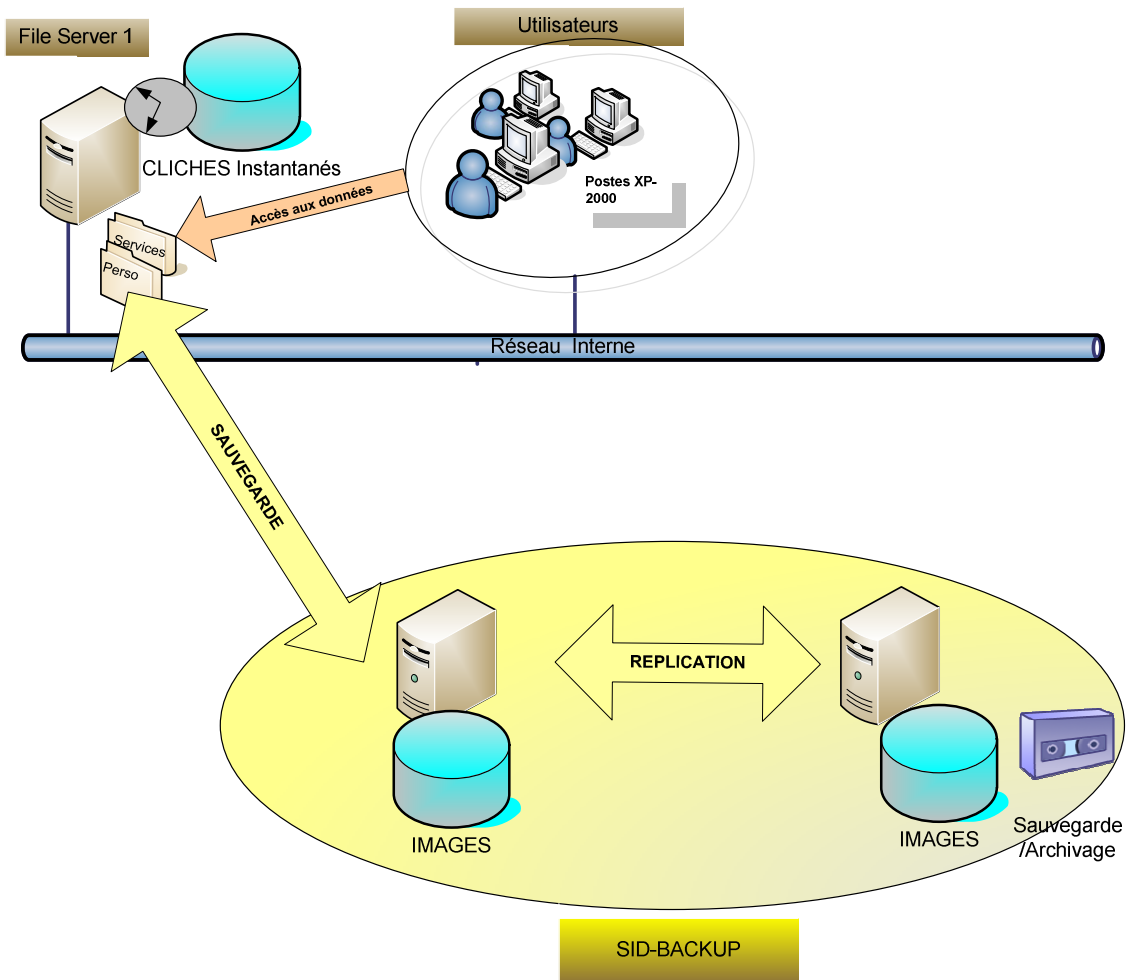 File Server 1
Utilisateurs
CLICHES Instantanés
Postes XP-
2000
Accès aux données
Services
Perso
Réseau Interne
SAUVEGARDE
REPLICATION
IMAGES
IMAGES
Sauvegarde
/Archivage
SID-BACKUP